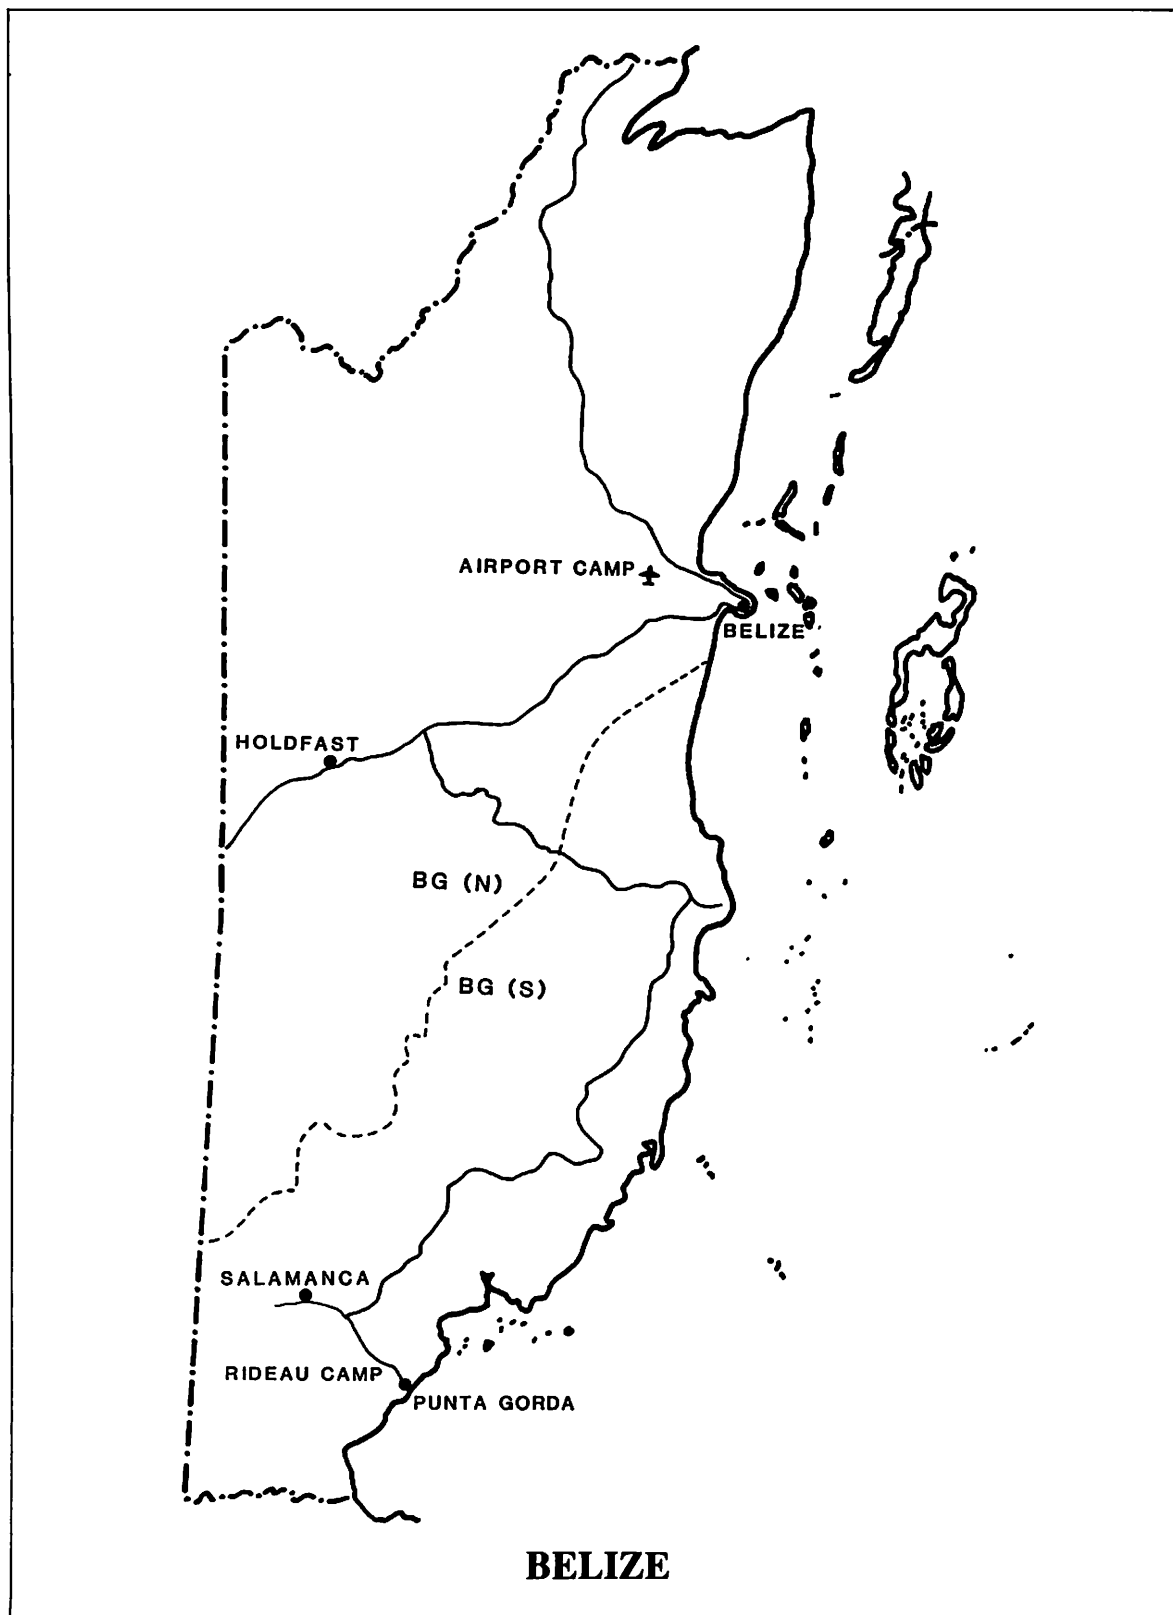 AIRPORT CAMP
BELIZE
HOLDFAST
BG (N)
BG (S)
SALAMANCA
RIDEAU CAMP
PUNTA GORDA
BELIZE